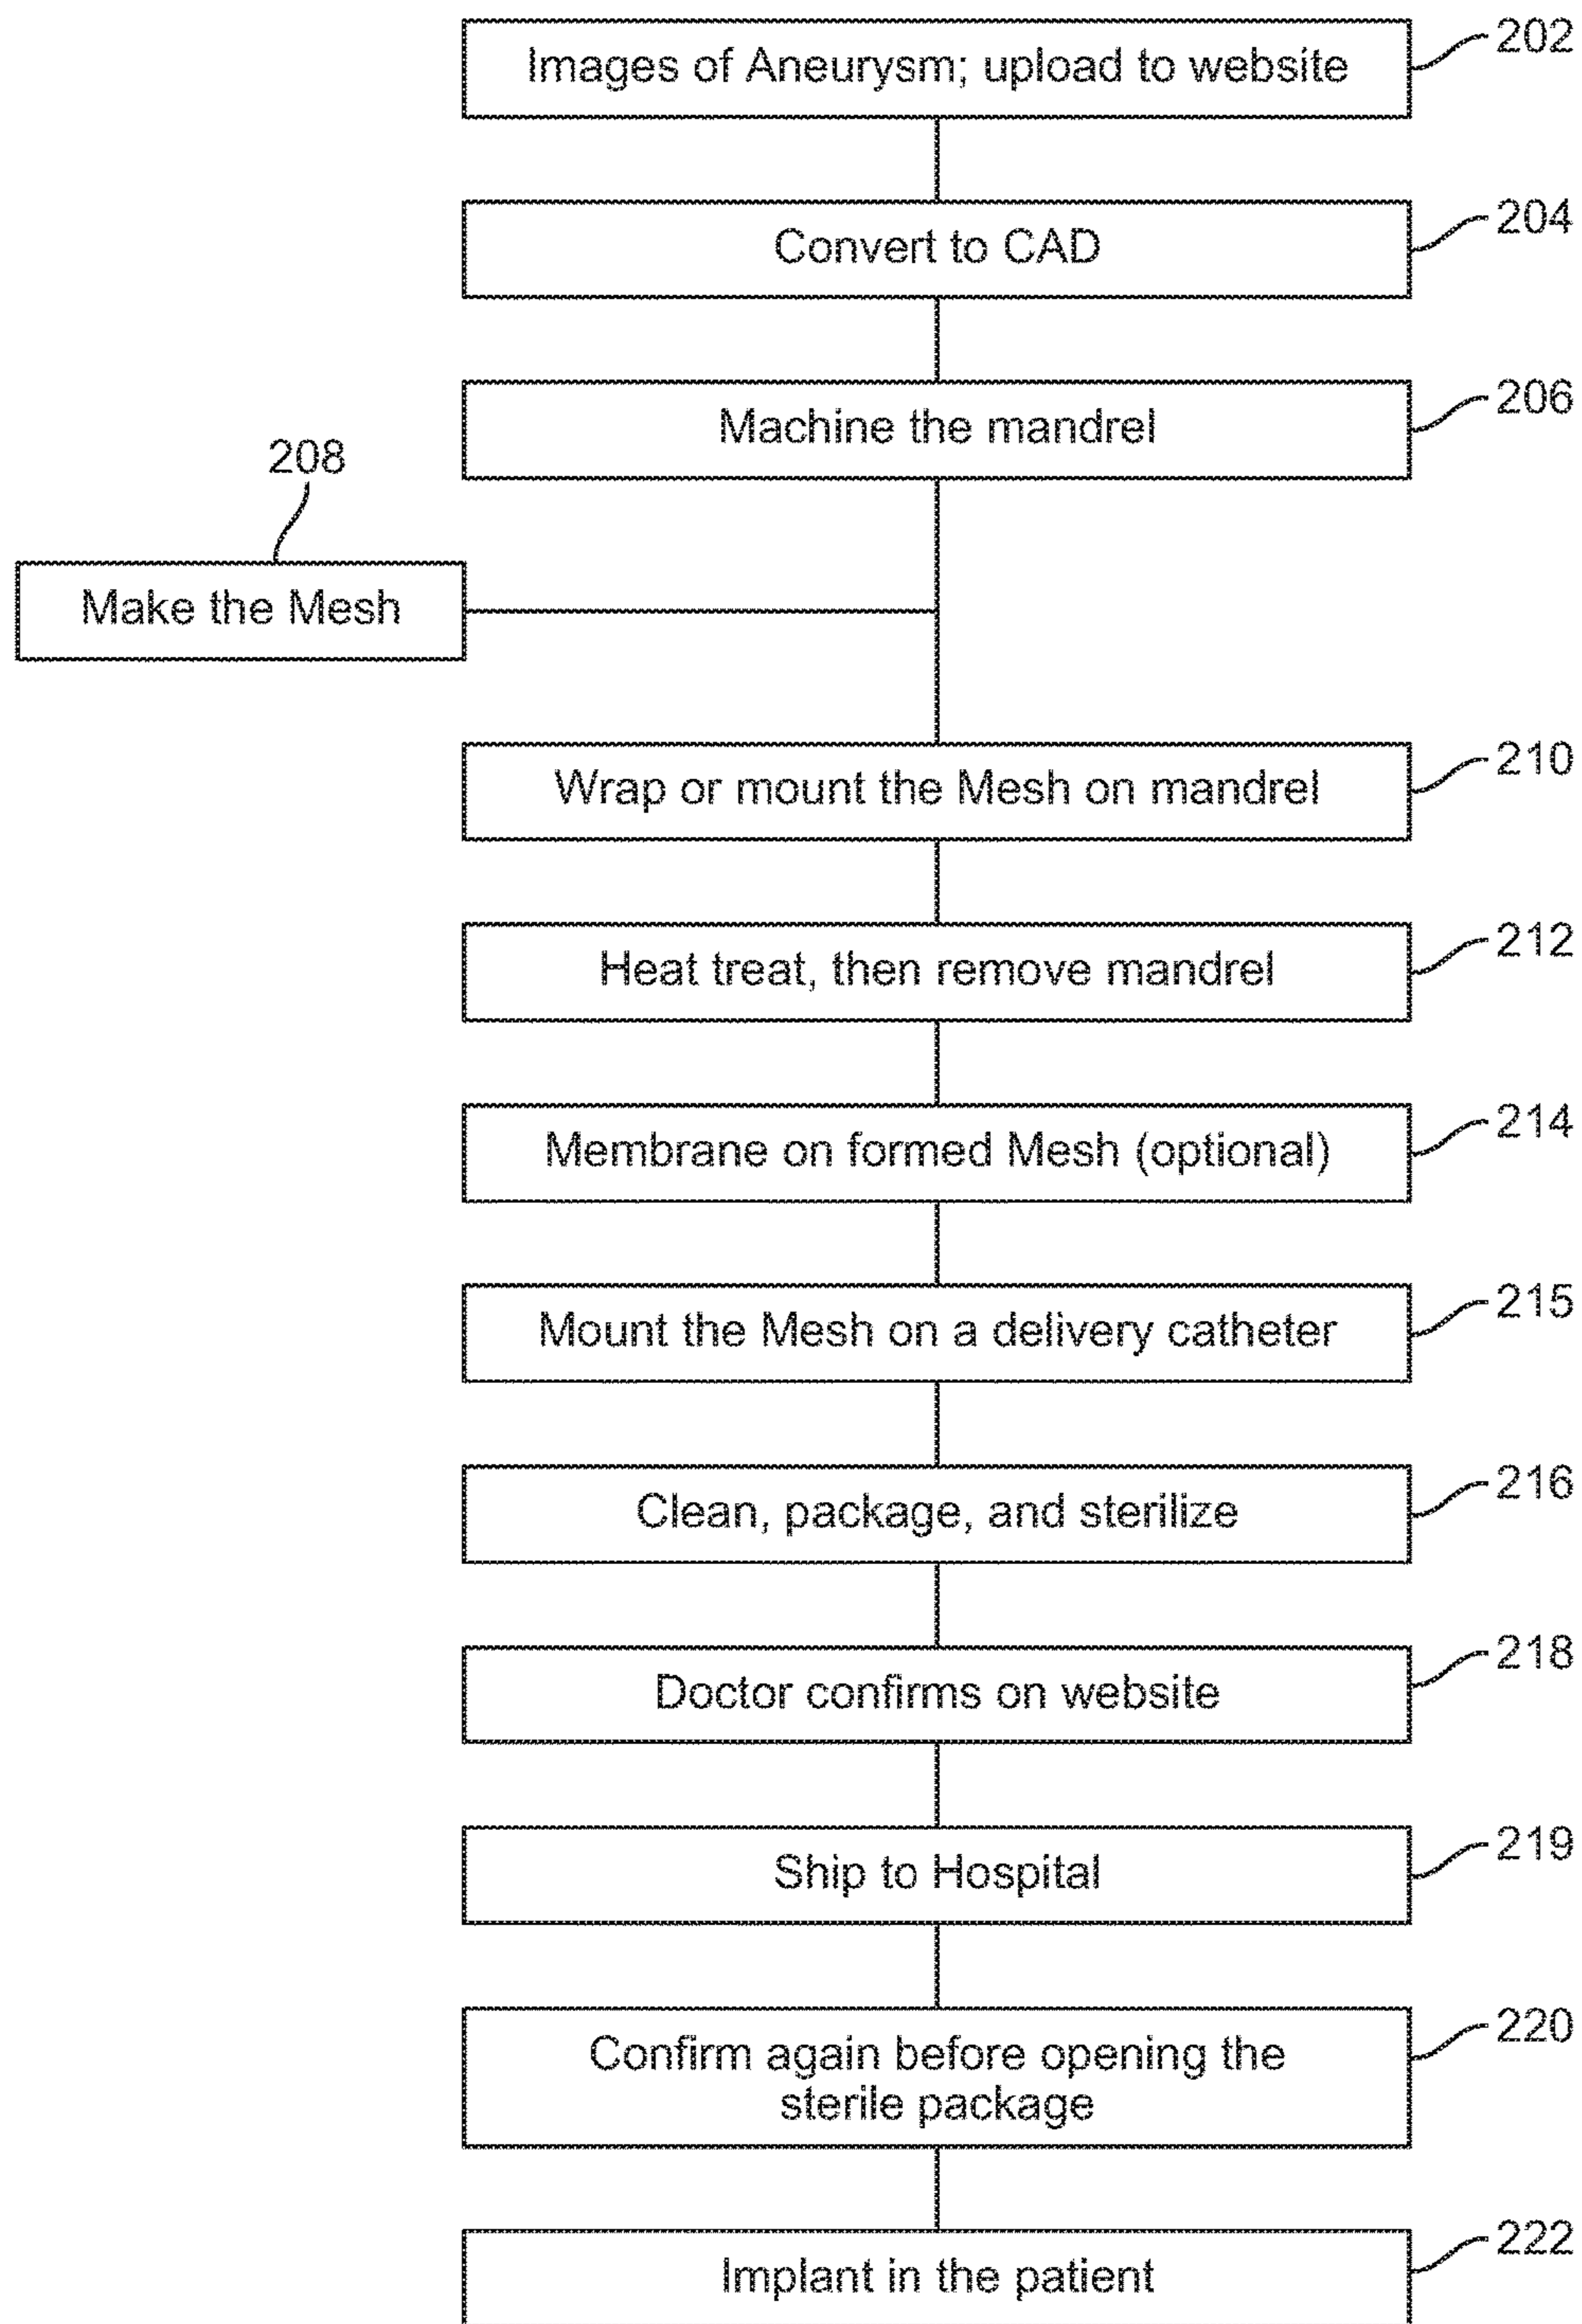 Images of Aneurysm; upload to website
202
Convert to CAD
204
Machine the mandrel
206
208
Make the Mesh
Wrap or mount the Mesh on mandrel
210
Heat treat, then remove mandrel
212
Membrane on formed Mesh (optional)
214
Mount the Mesh on a delivery catheter
215
Clean, package, and sterilize
216
Doctor confirms on website
218
Ship to Hospital
219
Confirm again before opening the
sterile package
220
Implant in the patient
222